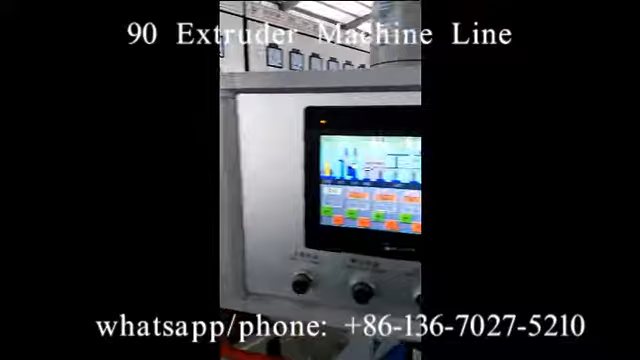 90 Extruder Machine Line
whatsapp/phone: +86-136-7027-5210